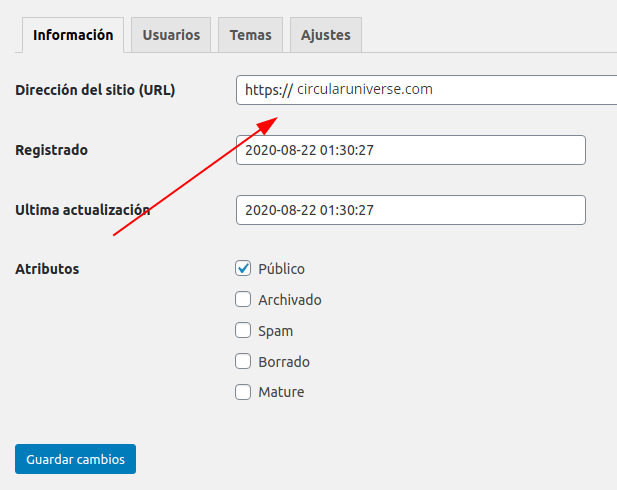 Información Usuarios Temas Ajustes
Dirección del sitio (URL) https:// circularuniverse.com
Registrado 2020-08-22 01:30:27
Ultima actualización 2020-08-22 01:30:27
Atributos Público
Archivado
Spam
Borrado
Mature
Guardar cambios